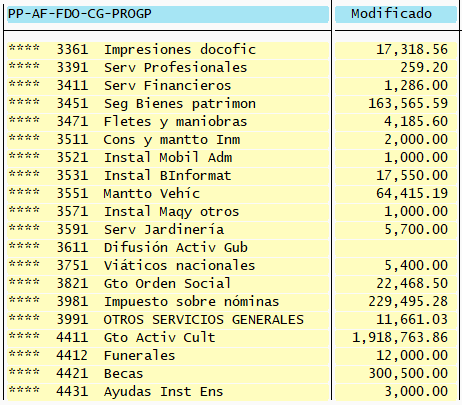 PP-AF-FDO-CG-PROGP Modificado
**** 3361 Impresiones docofic 17,318.56
**** 3391 Serv Profesionales 259.20
**** 3411 Serv Financieros 1,286.00
**** 3451 Seg Bienes patrimon 163,565.59
**** 3471 Fletes y maniobras 4,185.60
**** 3511 Cons y mantto Inm 2,000.00
**** 3521 Instal Mobil Adm 1,000.00
**** 3531 Instal BInformat 17,550.00
**** 3551 Mantto Vehíc 64,415.19
**** 3571 Instal Maqy otros 1,000.00
**** 3591 Serv Jardinería 5,700.00
**** 3611 Difusión Activ Gub
**** 3751 Viáticos nacionales 5,400.00
**** 3821 Gto Orden Social 22,468.50
**** 3981 Impuesto sobre nóminas 229,495.28
**** 3991 OTROS SERVICIOS GENERALES 11,661.03
**** 4411 Gto Activ Cult 1,918,763.86
**** 4412 Funerales 12,000.00
**** 4421 Becas 300,500.00
**** 4431 Ayudas Inst Ens 3,000.00